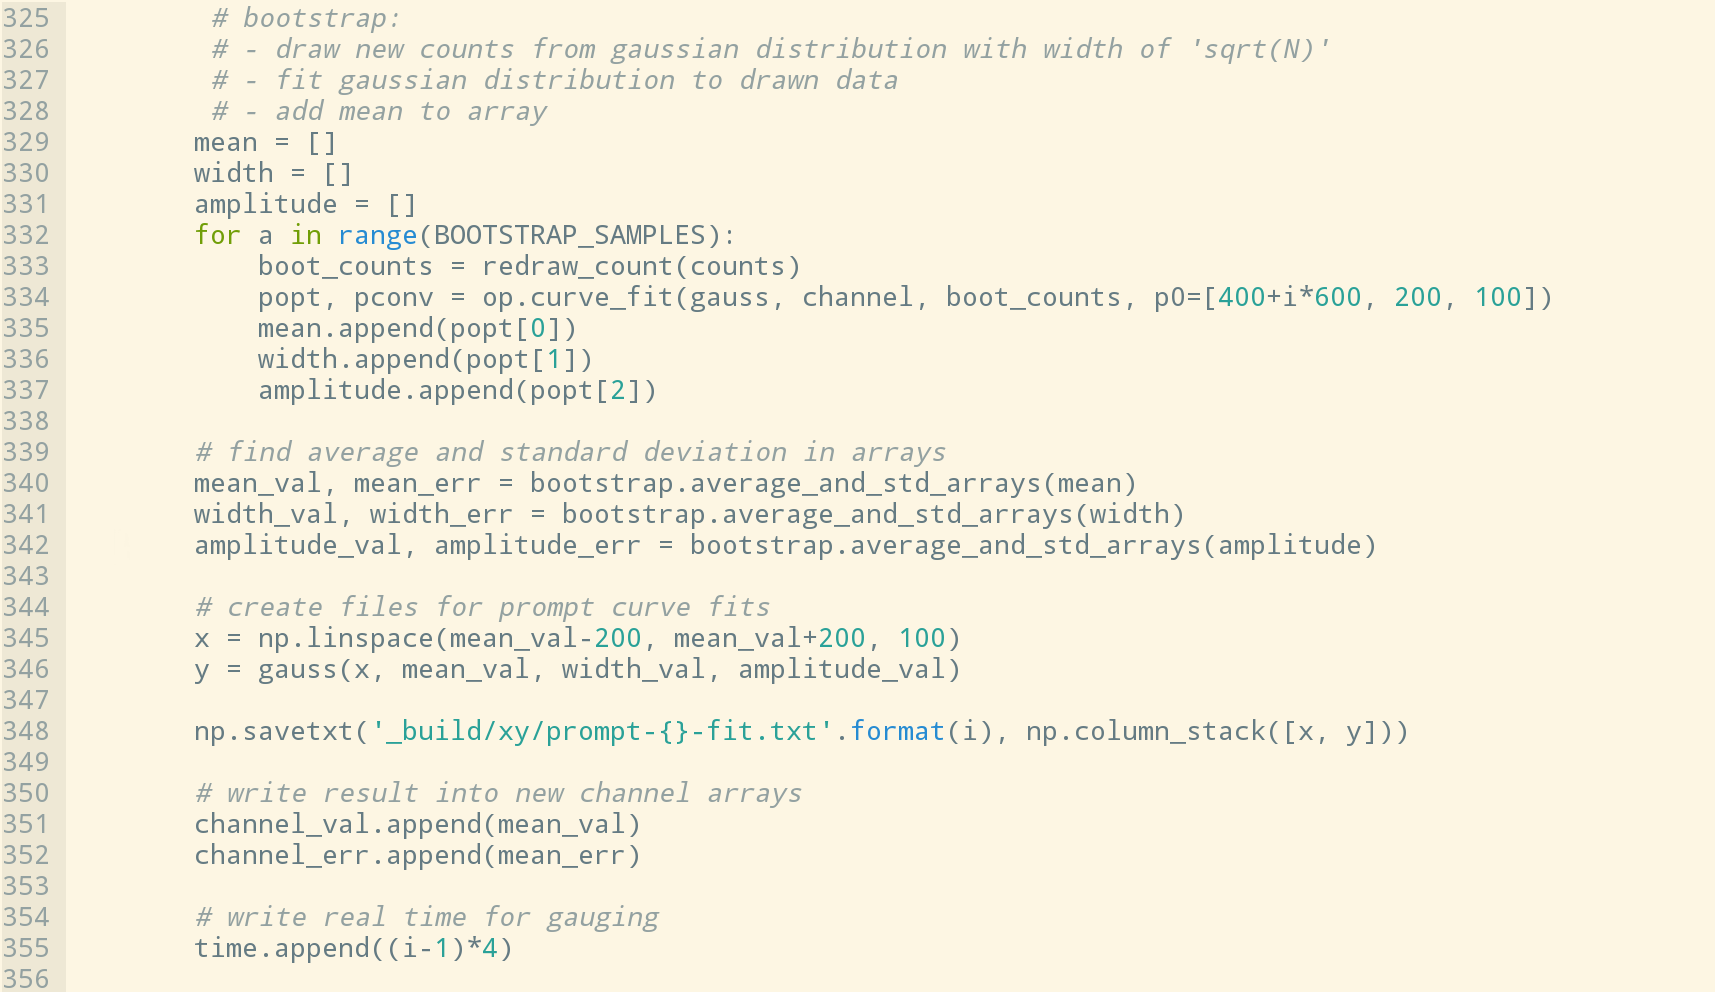 325 # bootstrap:
326 # - draw new counts from gaussian distribution with width of 'sqrt(N)'
327 # - fit gaussian distribution to drawn data
328 # - add mean to array
329 mean = []
330 width = []
331 amplitude = []
332 for a in range(BOOTSTRAP_SAMPLES):
333 boot_counts = redraw_count(counts)
334 popt, pconv = op.curve_fit(gauss, channel, boot_counts, p0=[400+i*600, 200, 100])
335 mean.append(popt[0])
336 width.append(popt[1])
337 amplitude.append(popt[2])
338
339 # find average and standard deviation in arrays
340 mean_val, mean_err = bootstrap.average_and_std_arrays(mean)
341 width_val, width_err = bootstrap.average_and_std_arrays(width)
342 amplitude_val, amplitude_err = bootstrap.average_and_std_arrays(amplitude)
343
344 # create files for prompt curve fits
345 x = np.linspace(mean_val-200, mean_val+200, 100)
346 y = gauss(x, mean_val, width_val, amplitude_val)
347
348 np.savetxt('_build/xy/prompt-{}-fit.txt'.format(i), np.column_stack([x, y]))
349
350 # write result into new channel arrays
351 channel_val.append(mean_val)
352 channel_err.append(mean_err)
353
354 # write real time for gauging
355 time.append((i-1)*4)
356